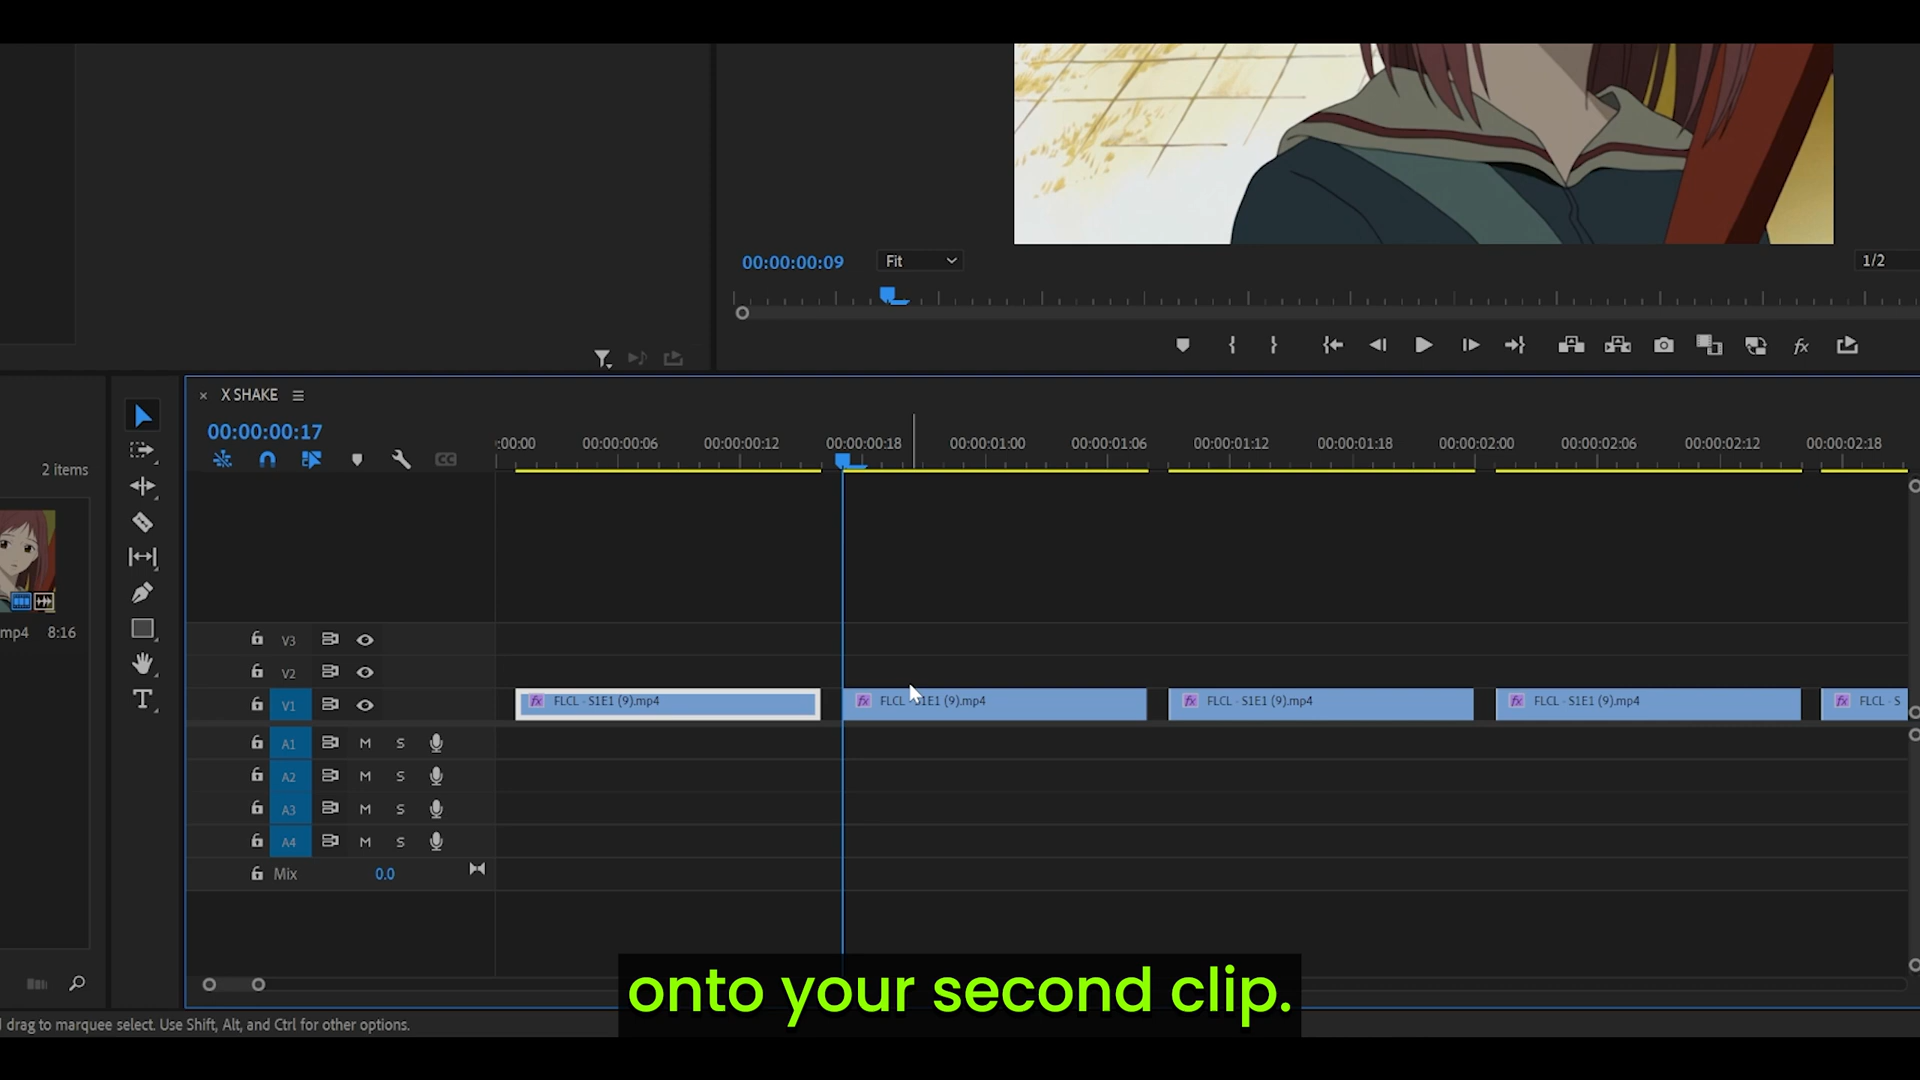 00:00:00:09
Fit
1/2
X SHAKE
00:00:00:17
:00:00
00:00:00:06
00:00:00:12
00:00:00:18
00:00:01:00
00:00:01:06
00:00:01:12
00:00:01:18
00:00:02:00
00:00:02:06
00:00:02:12
00:00:02:18
CC
2 items
mp4 8:16
V3
V2
V1
FLCL - S1E1 (9).mp4
FLCL - S1E1 (9).mp4
FLCL - S1E1 (9).mp4
FLCL - S1E1 (9).mp4
FLCL - S
A1 M S
A2 M S
A3 M S
A4 M S
Mix 0.0
onto your second clip.
drag to marquee select. Use Shift, Alt, and Ctrl for other options.